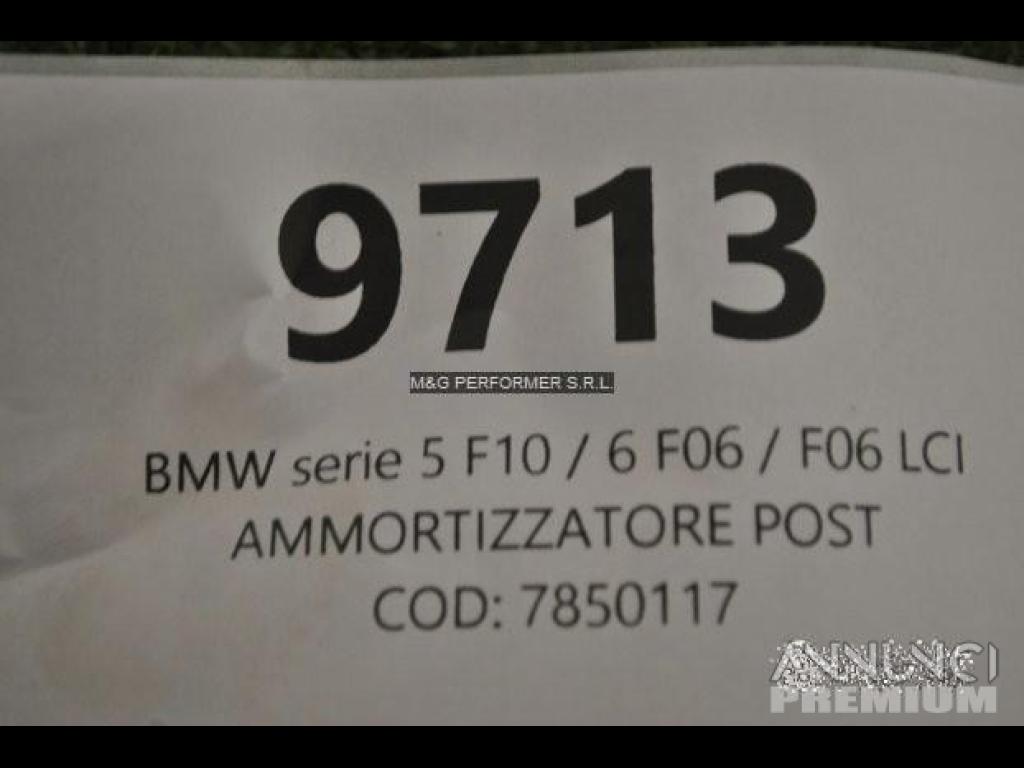 9713
M&G PERFORMER S.R.L.
BMW serie 5 F10 / 6 F06 / F06 LCI
AMMORTIZZATORE POST
COD: 7850117
ANNUNCI
PREMIUM